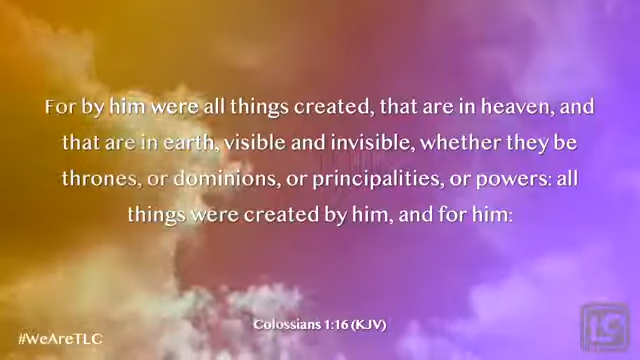 For by him were all things created, that are in heaven, and
that are in earth, visible and invisible, whether they be
thrones, or dominions, or principalities, or powers: all
things were created by him, and for him:
Colossians 1:16 (KJV)
#WeAreTLC